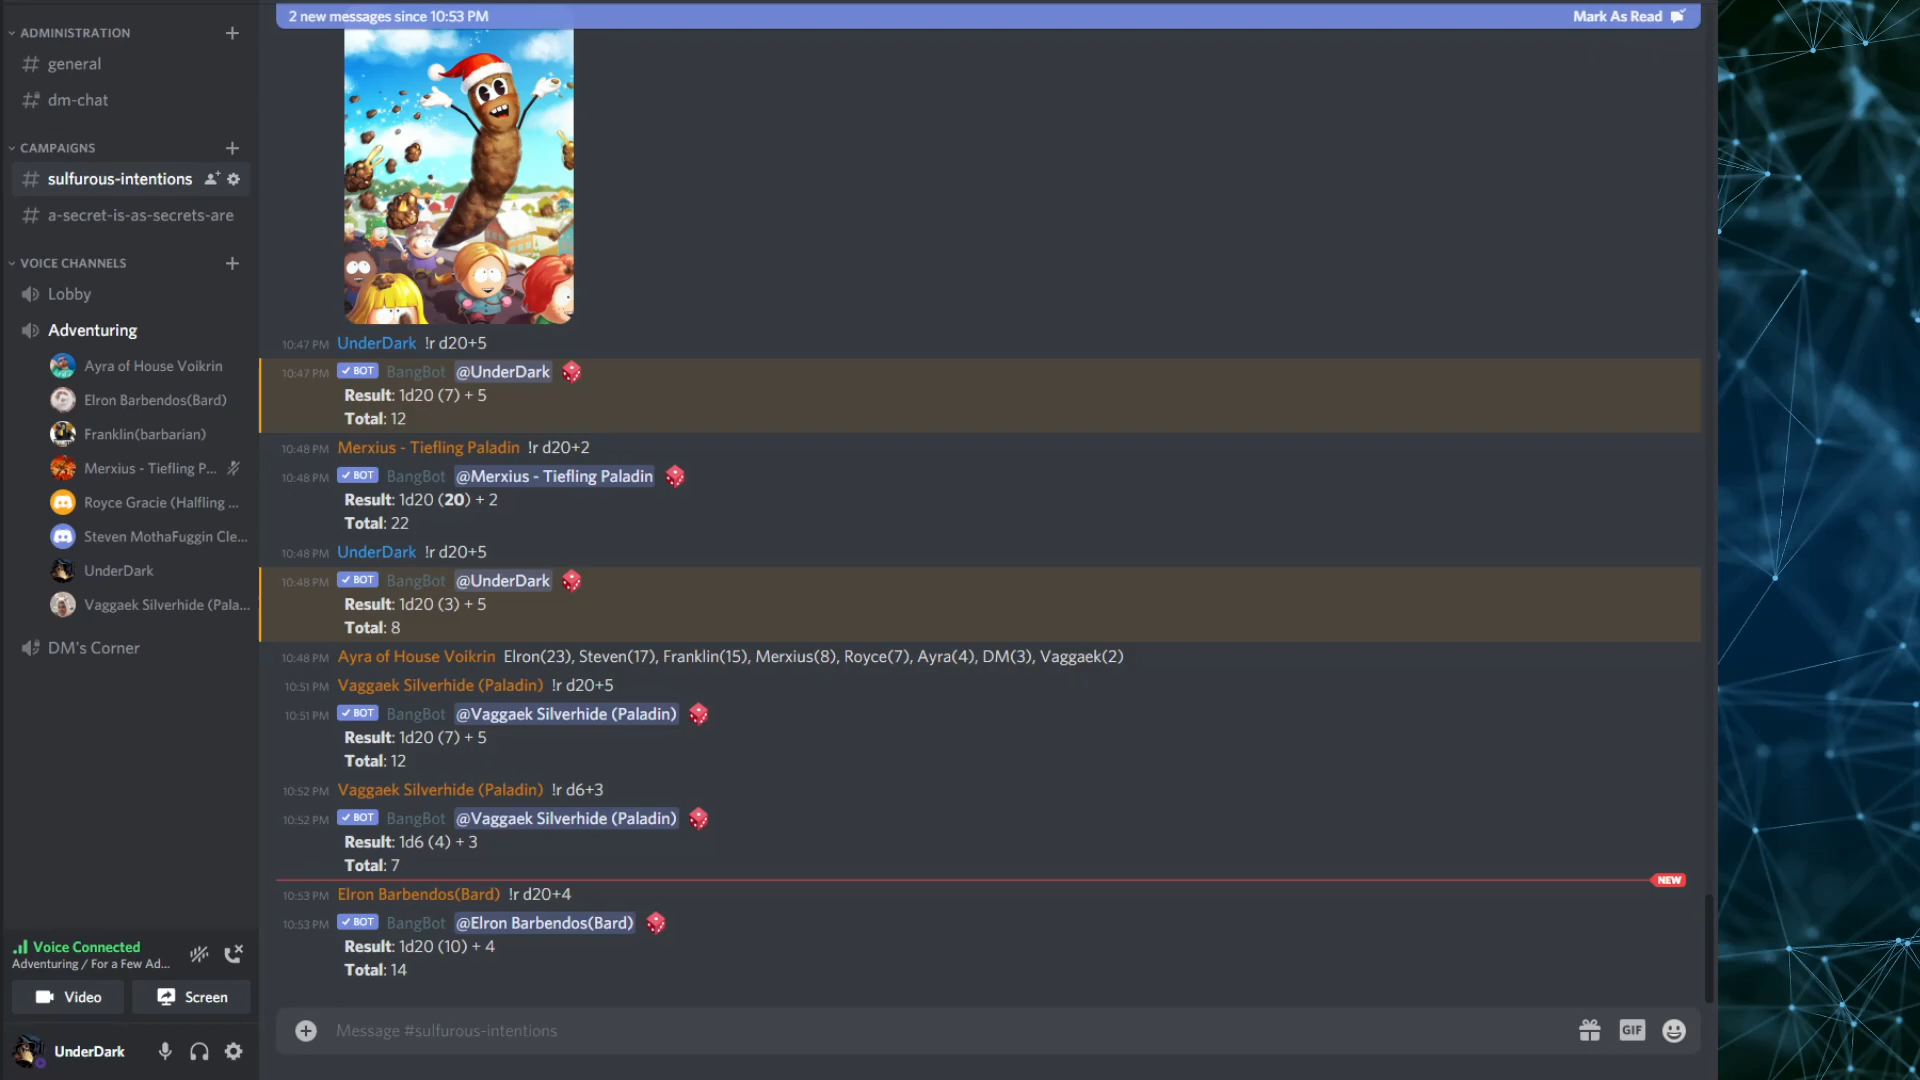 ADMINISTRATION
general
dm-chat
CAMPAIGNS
sulfurous-intentions
a-secret-is-as-secrets-are
VOICE CHANNELS
Lobby
Adventuring
Ayra of House Voikrin
Elron Barbendos(Bard)
Franklin(barbarian)
Merxius - Tiefling P...
Royce Gracie (Halfling ...
Steven MothaFuggin Cle...
UnderDark
Vaggaek Silverhide (Pala...
DM's Corner
Voice Connected
Adventuring / For a Few Ad...
Video Screen
UnderDark
2 new messages since 10:53 PM Mark As Read
10:47 PM UnderDark !r d20+5
10:47 PM BOT BangBot @UnderDark
Result: 1d20 (7) + 5
Total: 12
10:48 PM Merxius - Tiefling Paladin !r d20+2
10:48 PM BOT BangBot @Merxius - Tiefling Paladin
Result: 1d20 (20) + 2
Total: 22
10:48 PM UnderDark !r d20+5
10:48 PM BOT BangBot @UnderDark
Result: 1d20 (3) + 5
Total: 8
10:48 PM Ayra of House Voikrin Elron(23), Steven(17), Franklin(15), Merxius(8), Royce(7), Ayra(4), DM(3), Vaggaek(2)
10:51 PM Vaggaek Silverhide (Paladin) !r d20+5
10:51 PM BOT BangBot @Vaggaek Silverhide (Paladin)
Result: 1d20 (7) + 5
Total: 12
10:52 PM Vaggaek Silverhide (Paladin) !r d6+3
10:52 PM BOT BangBot @Vaggaek Silverhide (Paladin)
Result: 1d6 (4) + 3
Total: 7
NEW
10:53 PM Elron Barbendos(Bard) !r d20+4
10:53 PM BOT BangBot @Elron Barbendos(Bard)
Result: 1d20 (10) + 4
Total: 14
Message #sulfurous-intentions
GIF